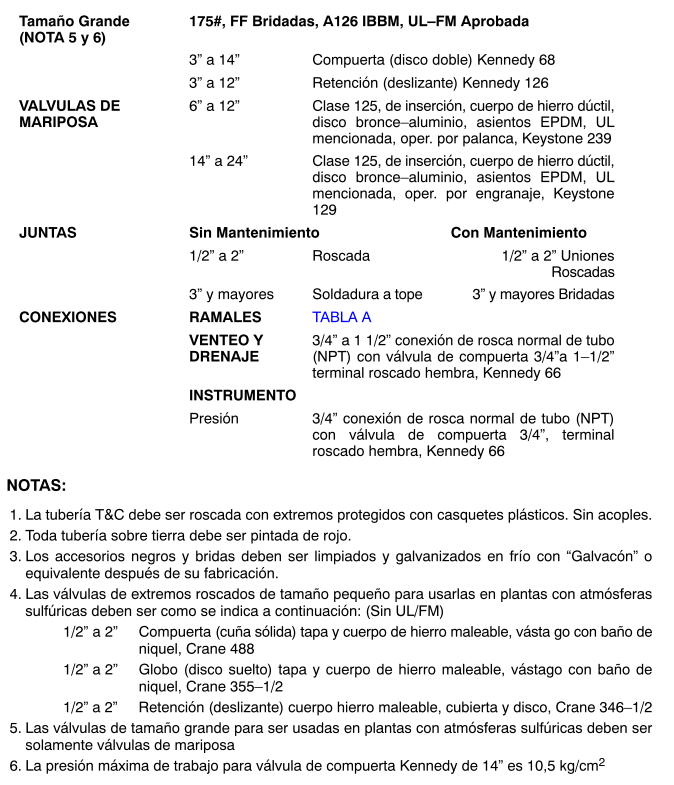 Tamaño Grande 175#, FF Bridadas, A126 IBBM, UL–FM Aprobada
(NOTA 5 y 6)
3” a 14” Compuerta (disco doble) Kennedy 68
3” a 12” Retención (deslizante) Kennedy 126
VALVULAS DE 6” a 12” Clase 125, de inserción, cuerpo de hierro dúctil,
MARIPOSA disco bronce–aluminio, asientos EPDM, UL
mencionada, oper. por palanca, Keystone 239
14” a 24” Clase 125, de inserción, cuerpo de hierro dúctil,
disco bronce–aluminio, asientos EPDM, UL
mencionada, oper. por engranaje, Keystone
129
JUNTAS Sin Mantenimiento Con Mantenimiento
1/2” a 2” Roscada 1/2” a 2” Uniones
Roscadas
3” y mayores Soldadura a tope 3” y mayores Bridadas
CONEXIONES RAMALES TABLA A
VENTEO Y 3/4” a 1 1/2” conexión de rosca normal de tubo
DRENAJE (NPT) con válvula de compuerta 3/4”a 1–1/2”
terminal roscado hembra, Kennedy 66
INSTRUMENTO
Presión 3/4” conexión de rosca normal de tubo (NPT)
con válvula de compuerta 3/4”, terminal
roscado hembra, Kennedy 66
NOTAS:
1. La tubería T&C debe ser roscada con extremos protegidos con casquetes plásticos. Sin acoples.
2. Toda tubería sobre tierra debe ser pintada de rojo.
3. Los accesorios negros y bridas deben ser limpiados y galvanizados en frío con “Galvacón” o
equivalente después de su fabricación.
4. Las válvulas de extremos roscados de tamaño pequeño para usarlas en plantas con atmósferas
sulfúricas deben ser como se indica a continuación: (Sin UL/FM)
1/2” a 2” Compuerta (cuña sólida) tapa y cuerpo de hierro maleable, vásta go con baño de
niquel, Crane 488
1/2” a 2” Globo (disco suelto) tapa y cuerpo de hierro maleable, vástago con baño de
niquel, Crane 355–1/2
1/2” a 2” Retención (deslizante) cuerpo hierro maleable, cubierta y disco, Crane 346–1/2
5. Las válvulas de tamaño grande para ser usadas en plantas con atmósferas sulfúricas deben ser
solamente válvulas de mariposa
6. La presión máxima de trabajo para válvula de compuerta Kennedy de 14” es 10,5 kg/cm²